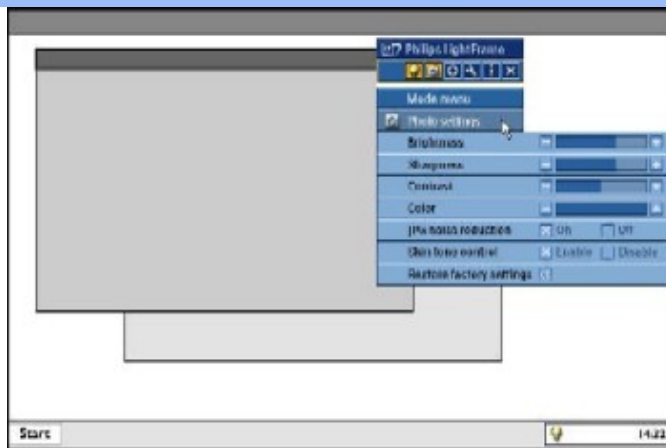 Philips LightFrame
Mode menu
Photo settings
Brightness
Sharpness
Contrast
Color
JPG noise reduction On Off
Skin tone control Enable Disable
Restore factory settings
Start